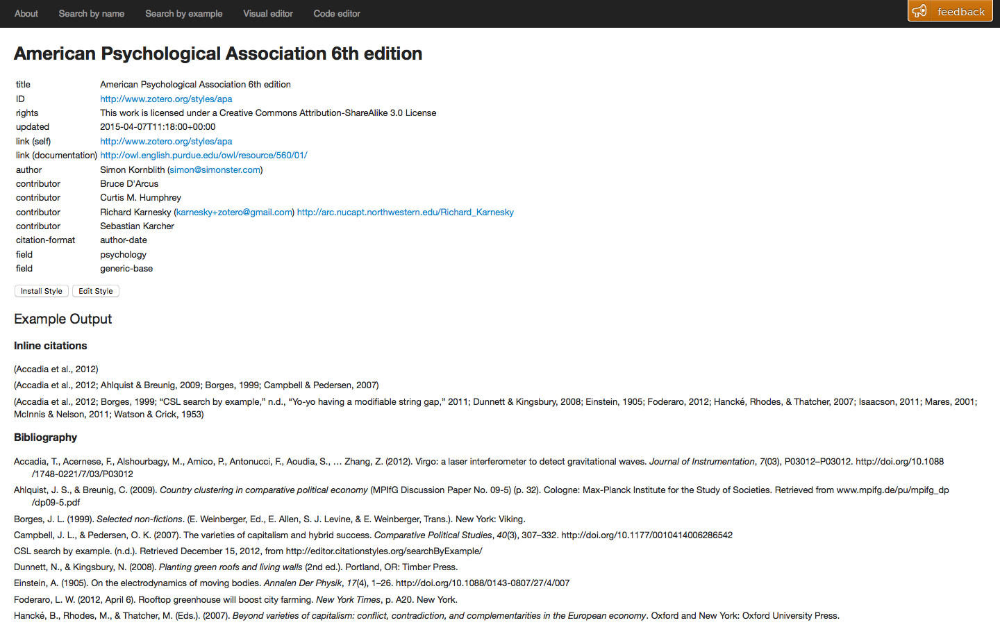 About Search by name Search by example Visual editor Code editor feedback
American Psychological Association 6th edition
title American Psychological Association 6th edition
ID http://www.zotero.org/styles/apa
rights This work is licensed under a Creative Commons Attribution-ShareAlike 3.0 License
updated 2015-04-07T11:18:00+00:00
link (self) http://www.zotero.org/styles/apa
link (documentation) http://owl.english.purdue.edu/owl/resource/560/01/
author Simon Kornblith (simon@simonster.com)
contributor Bruce D'Arcus
contributor Curtis M. Humphrey
contributor Richard Karnesky (karnesky+zotero@gmail.com) http://arc.nucapt.northwestern.edu/Richard_Karnesky
contributor Sebastian Karcher
citation-format author-date
field psychology
field generic-base
Install Style Edit Style
Example Output
Inline citations
(Accadia et al., 2012)
(Accadia et al., 2012; Ahlquist & Breunig, 2009; Borges, 1999; Campbell & Pedersen, 2007)
(Accadia et al., 2012; Borges, 1999; “CSL search by example,” n.d., “Yo-yo having a modifiable string gap,” 2011; Dunnett & Kingsbury, 2008; Einstein, 1905; Foderaro, 2012; Hancké, Rhodes, & Thatcher, 2007; Isaacson, 2011; Mares, 2001;
McInnis & Nelson, 2011; Watson & Crick, 1953)
Bibliography
Accadia, T., Acernese, F., Alshourbagy, M., Amico, P., Antonucci, F., Aoudia, S., … Zhang, Z. (2012). Virgo: a laser interferometer to detect gravitational waves. Journal of Instrumentation, 7(03), P03012–P03012. http://doi.org/10.1088
/1748-0221/7/03/P03012
Ahlquist, J. S., & Breunig, C. (2009). Country clustering in comparative political economy (MPIfG Discussion Paper No. 09-5) (p. 32). Cologne: Max-Planck Institute for the Study of Societies. Retrieved from www.mpifg.de/pu/mpifg_dp
/dp09-5.pdf
Borges, J. L. (1999). Selected non-fictions. (E. Weinberger, Ed., E. Allen, S. J. Levine, & E. Weinberger, Trans.). New York: Viking.
Campbell, J. L., & Pedersen, O. K. (2007). The varieties of capitalism and hybrid success. Comparative Political Studies, 40(3), 307–332. http://doi.org/10.1177/0010414006286542
CSL search by example. (n.d.). Retrieved December 15, 2012, from http://editor.citationstyles.org/searchByExample/
Dunnett, N., & Kingsbury, N. (2008). Planting green roofs and living walls (2nd ed.). Portland, OR: Timber Press.
Einstein, A. (1905). On the electrodynamics of moving bodies. Annalen Der Physik, 17(4), 1–26. http://doi.org/10.1088/0143-0807/27/4/007
Foderaro, L. W. (2012, April 6). Rooftop greenhouse will boost city farming. New York Times, p. A20. New York.
Hancké, B., Rhodes, M., & Thatcher, M. (Eds.). (2007). Beyond varieties of capitalism: conflict, contradiction, and complementarities in the European economy. Oxford and New York: Oxford University Press.